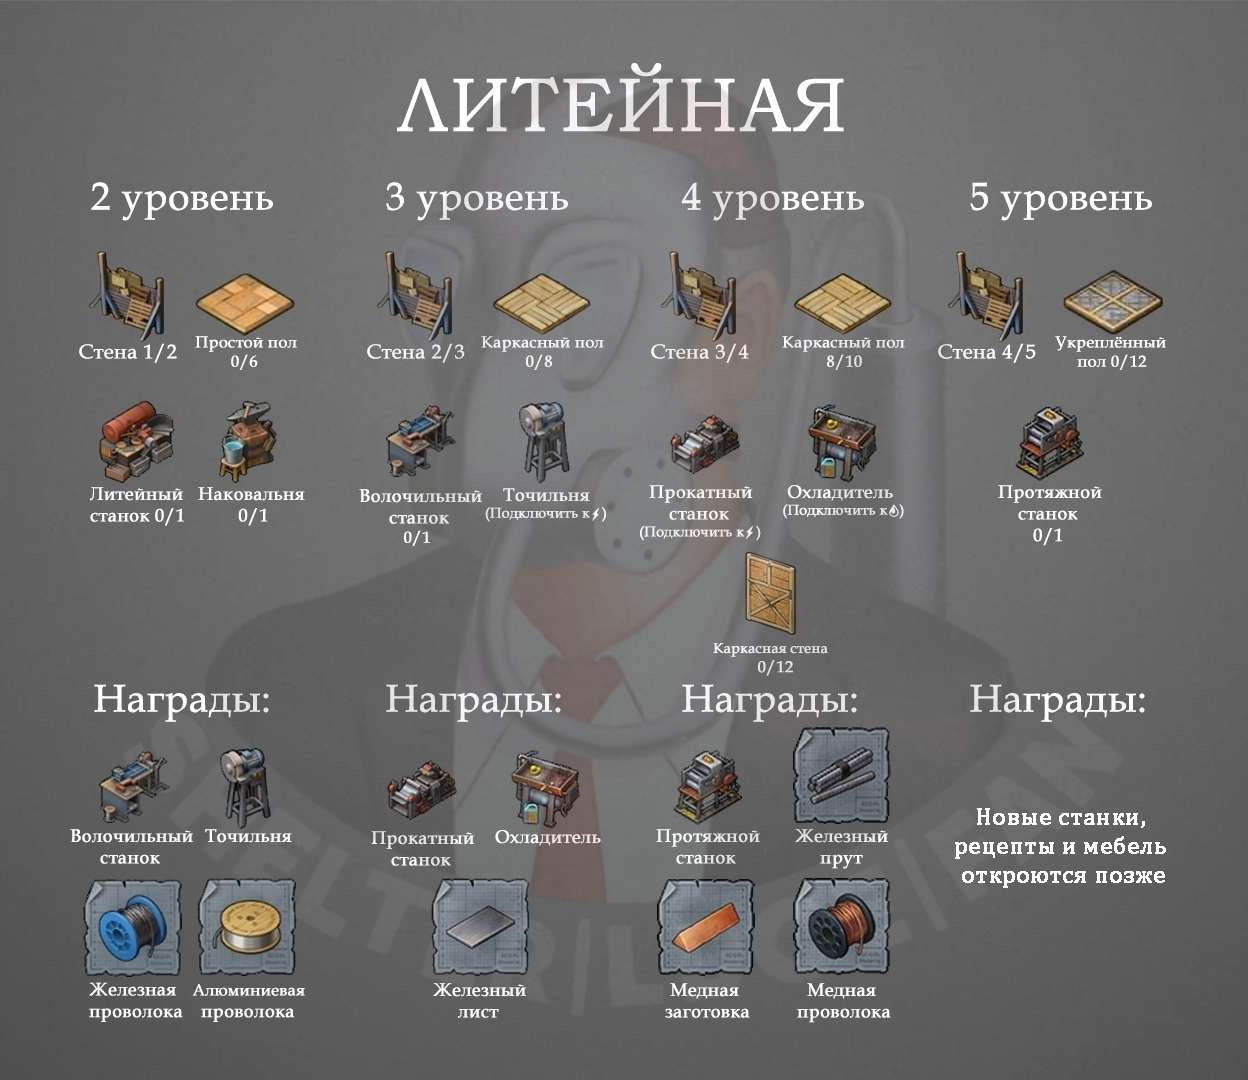 ЛИТЕЙНАЯ
2 уровень
3 уровень
4 уровень
5 уровень
Стена 1/2
Простой пол
0/6
Стена 2/3
Каркасный пол
0/8
Стена 3/4
Каркасный пол
8/10
Стена 4/5
Укреплённый
пол 0/12
Литейный
станок 0/1
Наковальня
0/1
Волочильный
станок
0/1
Точильня
(Подключить к⚡)
Прокатный
станок
(Подключить к⚡)
Охладитель
(Подключить к💧)
Протяжной
станок
0/1
Каркасная стена
0/12
Награды:
Награды:
Награды:
Награды:
Волочильный
станок
Точильня
Прокатный
станок
Охладитель
Протяжной
станок
Железный
прут
Новые станки,
рецепты и мебель
откроются позже
Железная
проволока
Алюминиевая
проволока
Железный
лист
Медная
заготовка
Медная
проволока